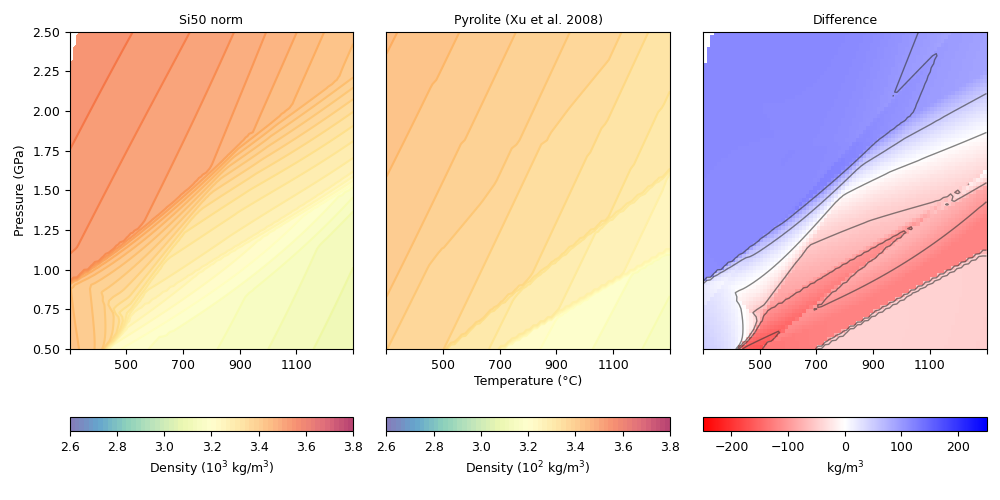 Si50 norm
Pyrolite (Xu et al. 2008)
Difference
Pressure (GPa)
2.50
2.25
2.00
1.75
1.50
1.25
1.00
0.75
0.50
500 700 900 1100
500 700 900 1100
500 700 900 1100
Temperature (°C)
2.6 2.8 3.0 3.2 3.4 3.6 3.8
Density (10³ kg/m³)
2.6 2.8 3.0 3.2 3.4 3.6 3.8
Density (10² kg/m³)
−200 −100 0 100 200
kg/m³